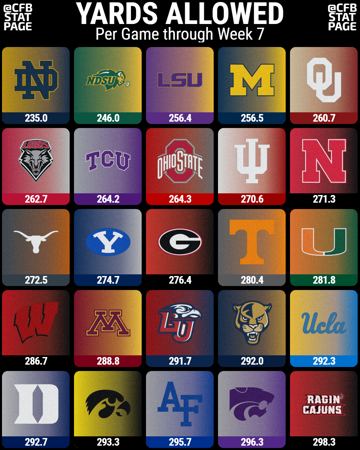 @CFB
STAT
PAGE
YARDS ALLOWED
Per Game through Week 7
@CFB
STAT
PAGE
ND
NDSU
LSU
M
OU
235.0 246.0 256.4 256.5 260.7
TCU
OHIO STATE
IU
N
262.7 264.2 264.3 270.6 271.3
Y
G
T
U
272.5 274.7 276.4 280.4 281.8
W
M
LU
Ucla
286.7 288.8 291.7 292.0 292.3
D
AF
RAGIN'
CAJUNS
292.7 293.3 295.7 296.3 298.3